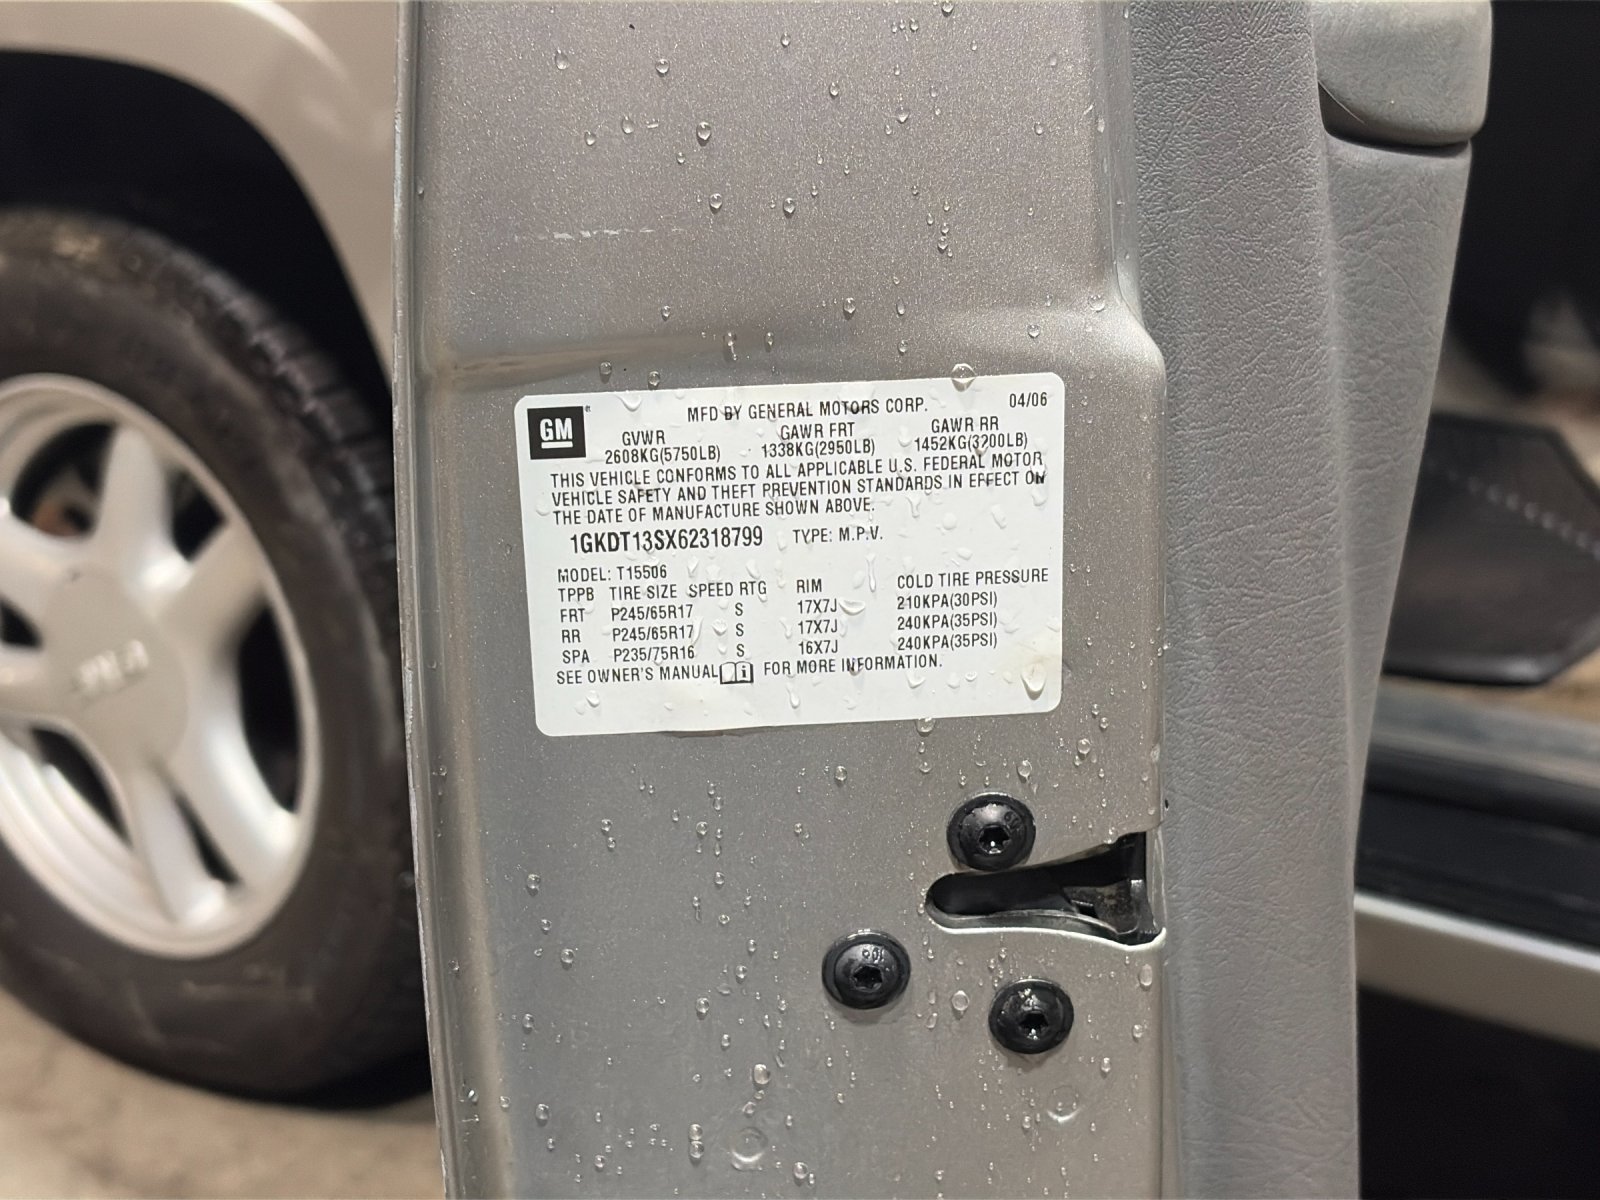 GM
MFD BY GENERAL MOTORS CORP. 04/06
GVWR GAWR FRT GAWR RR
2608KG(5750LB) 1338KG(2950LB) 1452KG(3200LB)
THIS VEHICLE CONFORMS TO ALL APPLICABLE U.S. FEDERAL MOTOR
VEHICLE SAFETY AND THEFT PREVENTION STANDARDS IN EFFECT ON
THE DATE OF MANUFACTURE SHOWN ABOVE.
1GKDT13SX62318799 TYPE: M.P.V.
MODEL: T15506
TPPB TIRE SIZE SPEED RTG RIM COLD TIRE PRESSURE
FRT P245/65R17 S 17X7J 210KPA(30PSI)
RR P245/65R17 S 17X7J 240KPA(35PSI)
SPA P235/75R16 S 16X7J 240KPA(35PSI)
SEE OWNER'S MANUAL FOR MORE INFORMATION.